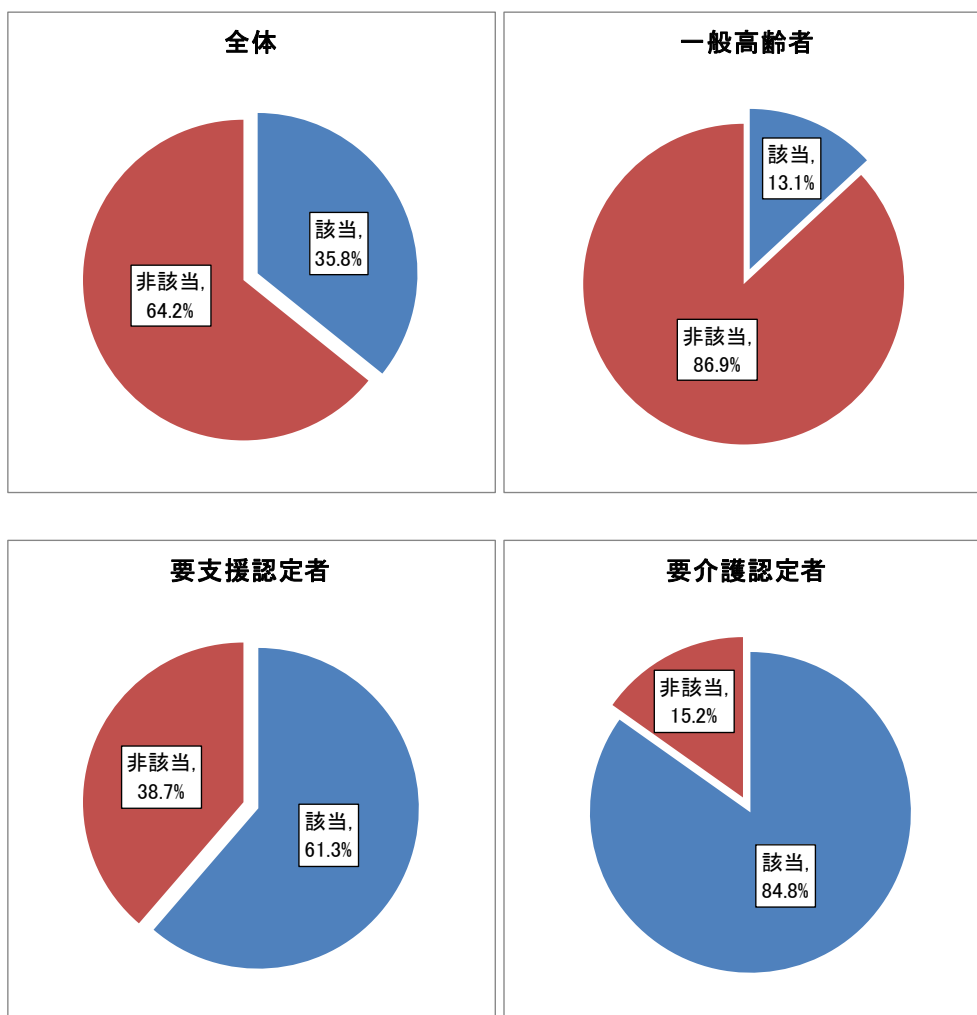 全体
該当,
35.8%
非該当,
64.2%
一般高齢者
該当,
13.1%
非該当,
86.9%
要支援認定者
非該当,
38.7%
該当,
61.3%
要介護認定者
非該当,
15.2%
該当,
84.8%